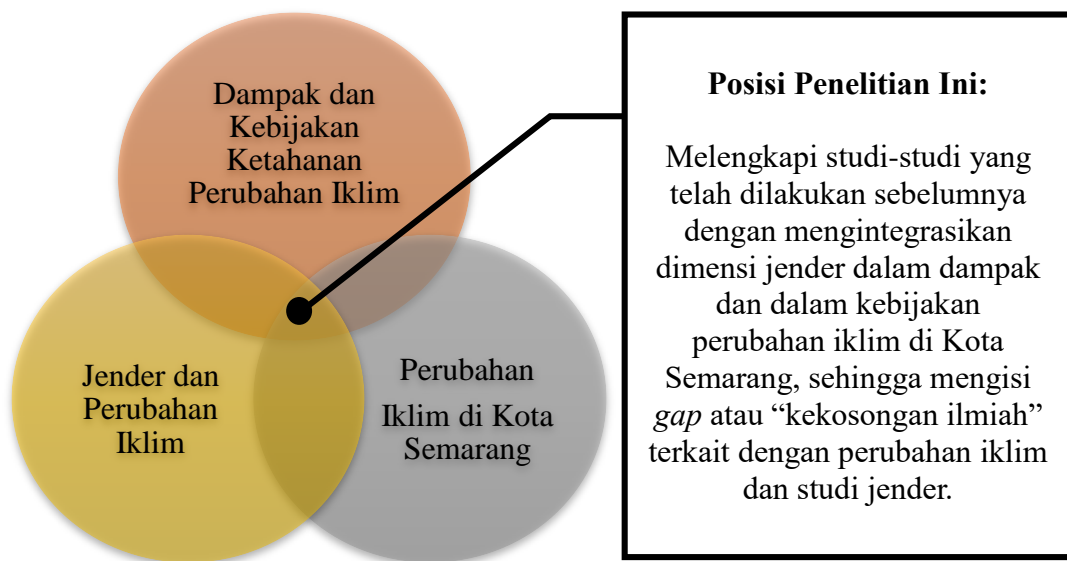 Dampak dan
Kebijakan
Ketahanan
Perubahan Iklim
Jender dan
Perubahan
Iklim
Perubahan
Iklim di Kota
Semarang
Posisi Penelitian Ini:
Melengkapi studi-studi yang
telah dilakukan sebelumnya
dengan mengintegrasikan
dimensi jender dalam dampak
dan dalam kebijakan
perubahan iklim di Kota
Semarang, sehingga mengisi
gap atau “kekosongan ilmiah”
terkait dengan perubahan iklim
dan studi jender.